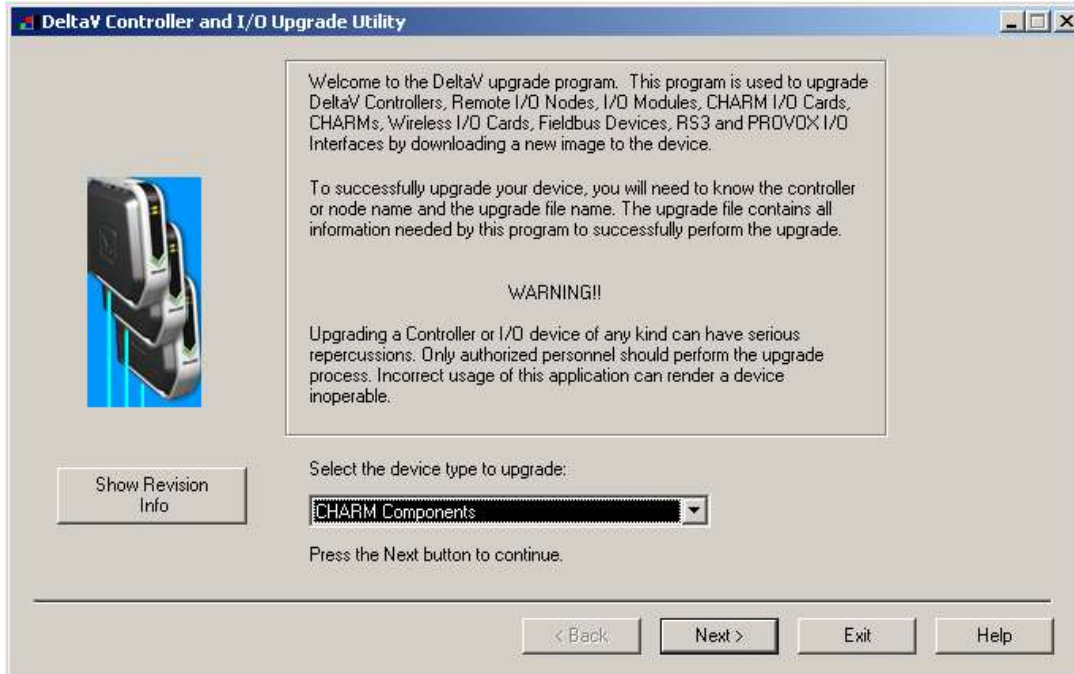 DeltaV Controller and I/O Upgrade Utility
Welcome to the DeltaV upgrade program. This program is used to upgrade
DeltaV Controllers, Remote I/O Nodes, I/O Modules, CHARM I/O Cards,
CHARMs, Wireless I/O Cards, Fieldbus Devices, RS3 and PROVOX I/O
Interfaces by downloading a new image to the device.
To successfully upgrade your device, you will need to know the controller
or node name and the upgrade file name. The upgrade file contains all
information needed by this program to successfully perform the upgrade.
WARNING!!
Upgrading a Controller or I/O device of any kind can have serious
repercussions. Only authorized personnel should perform the upgrade
process. Incorrect usage of this application can render a device
inoperable.
Show Revision
Info
Select the device type to upgrade:
CHARM Components
Press the Next button to continue.
< Back
Next >
Exit
Help